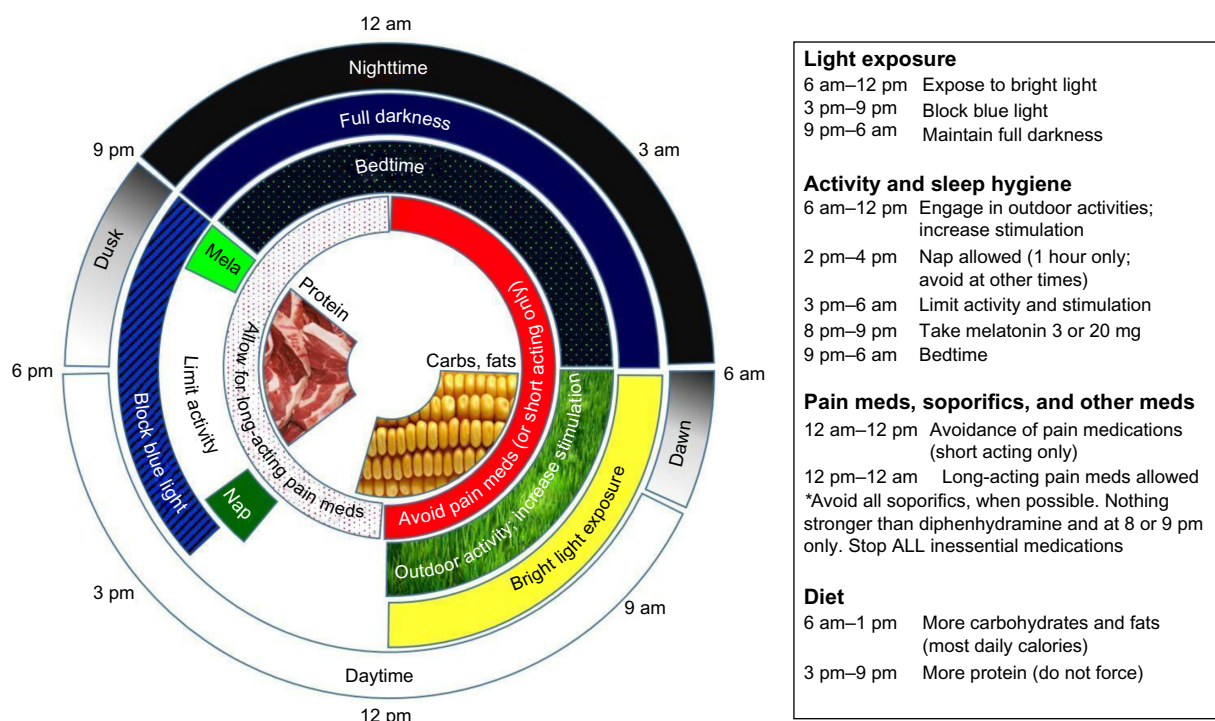 12 am
Nighttime
Full darkness
Bedtime
9 pm
3 am
Dusk
Mela
Protein
Carbs, fats
Allow for long-acting pain meds
Avoid pain meds (or short acting only)
6 pm
6 am
Block blue light
Limit activity
Nap
Outdoor activity; increase stimulation
Bright light exposure
Dawn
3 pm
9 am
Daytime
12 pm
Light exposure
6 am–12 pm Expose to bright light
3 pm–9 pm Block blue light
9 pm–6 am Maintain full darkness
Activity and sleep hygiene
6 am–12 pm Engage in outdoor activities;
increase stimulation
2 pm–4 pm Nap allowed (1 hour only;
avoid at other times)
3 pm–6 am Limit activity and stimulation
8 pm–9 pm Take melatonin 3 or 20 mg
9 pm–6 am Bedtime
Pain meds, soporifics, and other meds
12 am–12 pm Avoidance of pain medications
(short acting only)
12 pm–12 am Long-acting pain meds allowed
*Avoid all soporifics, when possible. Nothing
stronger than diphenhydramine and at 8 or 9 pm
only. Stop ALL inessential medications
Diet
6 am–1 pm More carbohydrates and fats
(most daily calories)
3 pm–9 pm More protein (do not force)